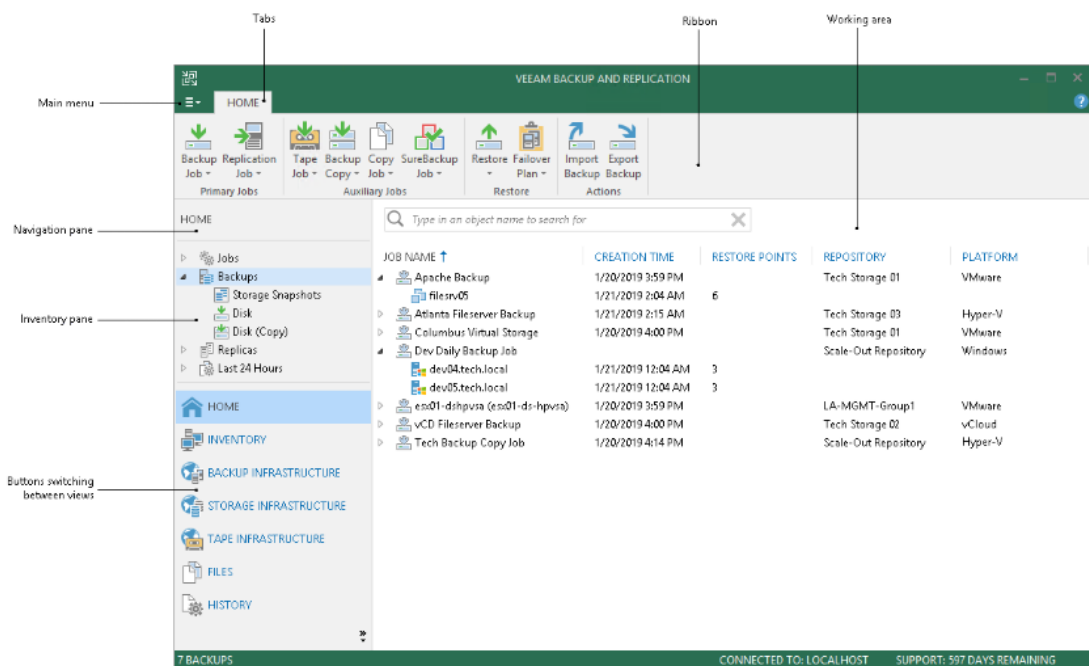 Tabs
Ribbon
Working area
VEEAM BACKUP AND REPLICATION
Main menu
HOME
Backup Job
Replication Job
Tape Job
Backup Copy
Copy Job
SureBackup Job
Restore
Failover Plan
Import Backup
Export Backup
Primary Jobs
Auxiliary Jobs
Restore
Actions
HOME
Type in an object name to search for
Navigation pane
Jobs
Backups
Storage Snapshots
Disk
Disk (Copy)
Replicas
Last 24 Hours
Inventory pane
JOB NAME CREATION TIME RESTORE POINTS REPOSITORY PLATFORM
Apache Backup 1/20/2019 3:59 PM Tech Storage 01 VMware
filesrv05 1/21/2019 2:04 AM 6
Atlanta Fileserver Backup 1/21/2019 2:15 AM Tech Storage 03 Hyper-V
Columbus Virtual Storage 1/20/2019 4:00 PM Tech Storage 01 VMware
Dev Daily Backup Job Scale-Out Repository Windows
dev04.tech.local 1/21/2019 12:04 AM 3
dev05.tech.local 1/21/2019 12:04 AM 3
esx01-dshpvsa (esx01-ds-hpvsa) 1/20/2019 3:59 PM LA-MGMT-Group1 VMware
vCD Fileserver Backup 1/20/2019 4:00 PM Tech Storage 02 vCloud
Tech Backup Copy Job 1/20/2019 4:14 PM Scale-Out Repository Hyper-V
HOME
INVENTORY
BACKUP INFRASTRUCTURE
STORAGE INFRASTRUCTURE
TAPE INFRASTRUCTURE
FILES
HISTORY
Buttons switching
between views
7 BACKUPS
CONNECTED TO: LOCALHOST
SUPPORT: 597 DAYS REMAINING